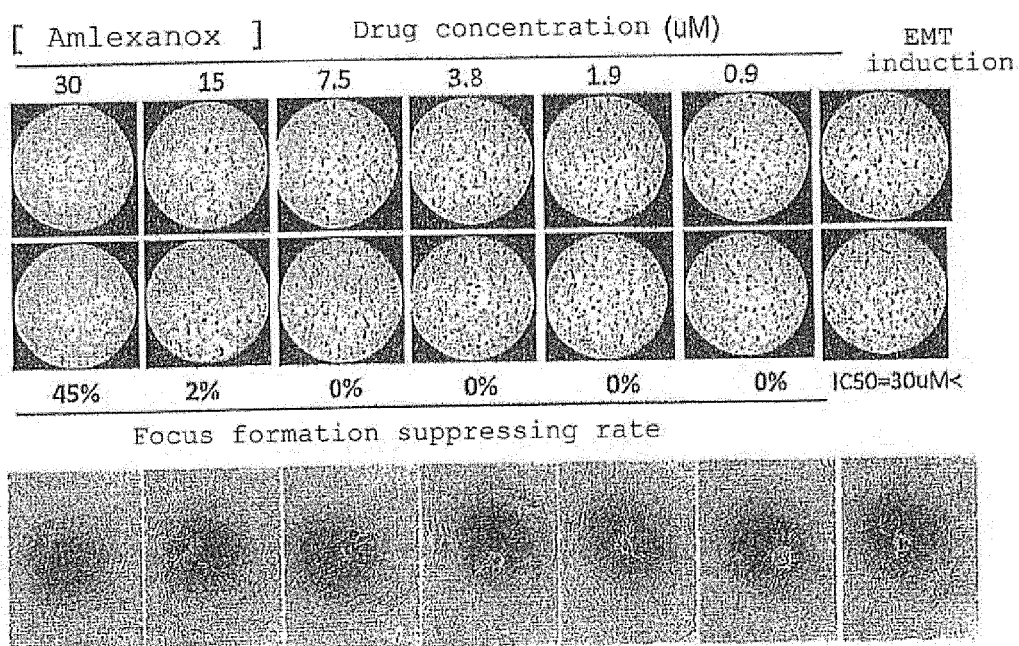 [ Amlexanox ] Drug concentration (uM)
EMT
induction
30 15 7.5 3.8 1.9 0.9
45% 2% 0% 0% 0% 0% IC50=30uM<
Focus formation suppressing rate